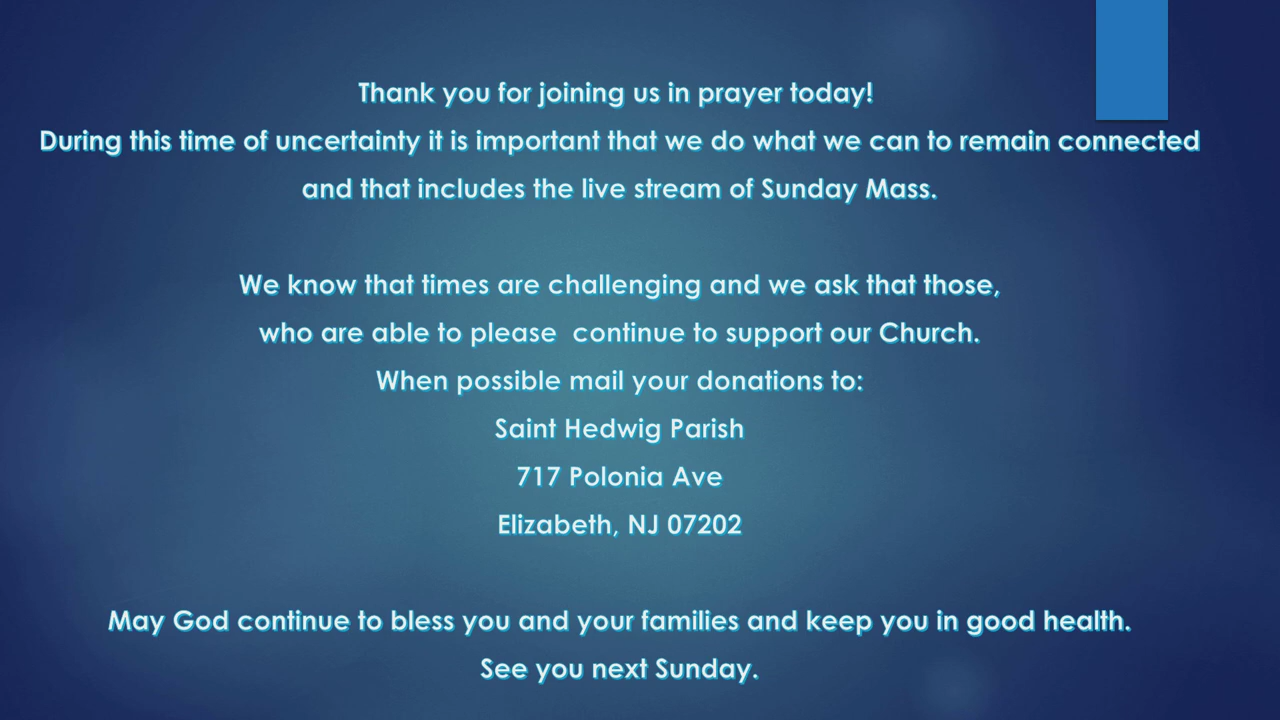 Thank you for joining us in prayer today!
During this time of uncertainty it is important that we do what we can to remain connected
and that includes the live stream of Sunday Mass.
We know that times are challenging and we ask that those,
who are able to please  continue to support our Church.
When possible mail your donations to:
Saint Hedwig Parish
717 Polonia Ave
Elizabeth, NJ 07202
May God continue to bless you and your families and keep you in good health.
See you next Sunday.